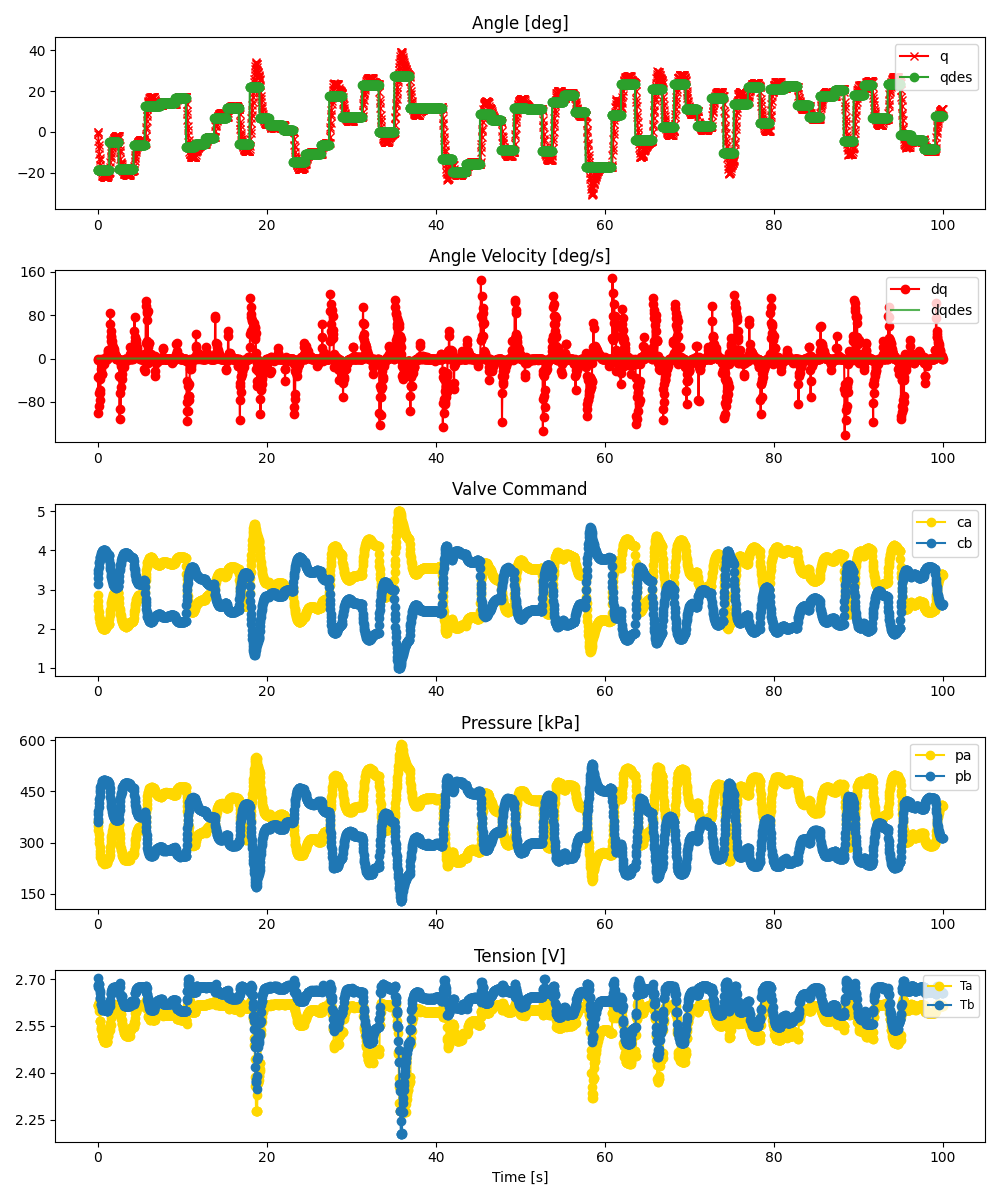 Angle [deg]
40
20
0
−20
q
qdes
0 20 40 60 80 100
Angle Velocity [deg/s]
160
80
0
−80
dq
dqdes
0 20 40 60 80 100
Valve Command
5
4
3
2
1
ca
cb
0 20 40 60 80 100
Pressure [kPa]
600
450
300
150
pa
pb
0 20 40 60 80 100
Tension [V]
2.70
2.55
2.40
2.25
Ta
Tb
0 20 40 60 80 100
Time [s]